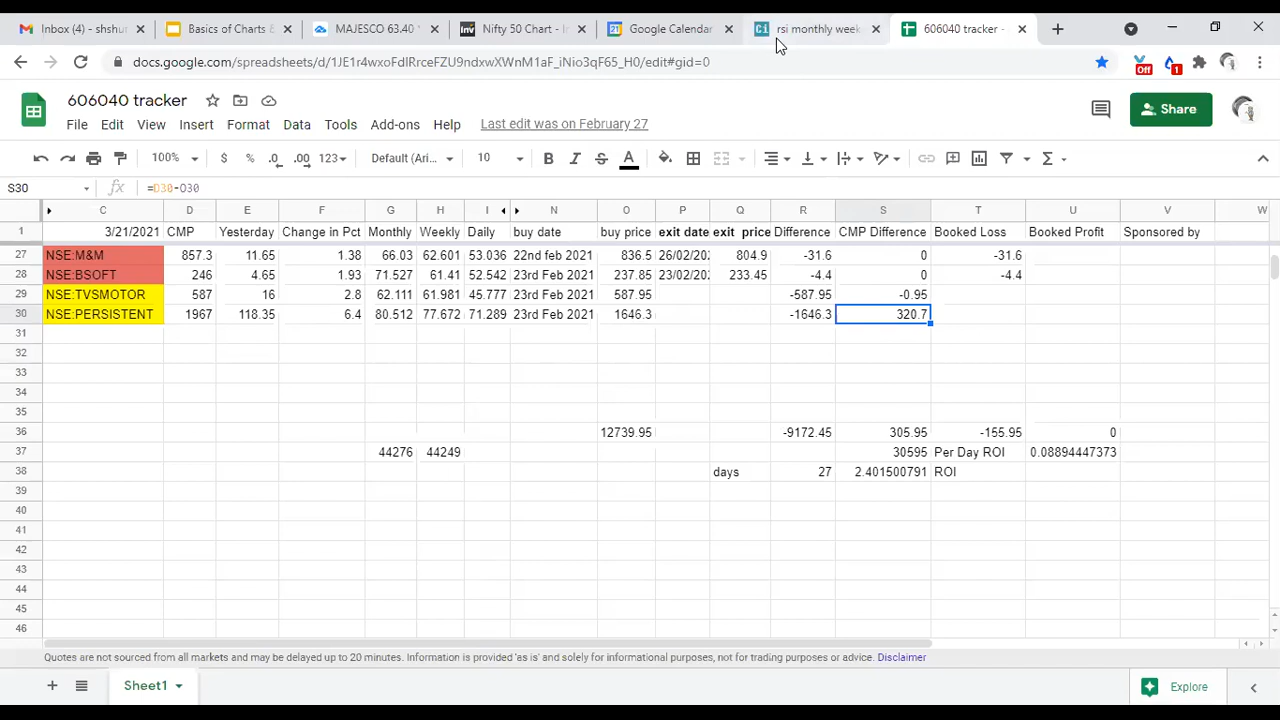 Inbox (4) - shshur
Basics of Charts &
MAJESCO 63.40
Nifty 50 Chart - In
Google Calendar
rsi monthly week
606040 tracker -
docs.google.com/spreadsheets/d/1JE1r4wxoFdlRrceFZU9ndxwXWnM1aF_iNio3qF65_H0/edit#gid=0
Off
1
606040 tracker
Share
File Edit View Insert Format Data Tools Add-ons Help Last edit was on February 27
100% $ % .0 .00 123 Default (Ari... 10 B I S A
S30 fx =D30-O30
C D E F G H I N O P Q R S T U V W
1 3/21/2021 CMP Yesterday Change in Pct Monthly Weekly Daily buy date buy price exit date exit price Difference CMP Difference Booked Loss Booked Profit Sponsored by
27 NSE:M&M 857.3 11.65 1.38 66.03 62.601 53.036 22nd feb 2021 836.5 26/02/202 804.9 -31.6 0 -31.6
28 NSE:BSOFT 246 4.65 1.93 71.527 61.41 52.542 23rd Feb 2021 237.85 23/02/202 233.45 -4.4 0 -4.4
29 NSE:TVSMOTOR 587 16 2.8 62.111 61.981 45.777 23rd Feb 2021 587.95 -587.95 -0.95
30 NSE:PERSISTENT 1967 118.35 6.4 80.512 77.672 71.289 23rd Feb 2021 1646.3 -1646.3 320.7
31
32
33
34
35
36 12739.95 -9172.45 305.95 -155.95 0
37 44276 44249 30595 Per Day ROI 0.08894447373
38 days 27 2.401500791 ROI
39
40
41
42
43
44
45
46
Quotes are not sourced from all markets and may be delayed up to 20 minutes. Information is provided 'as is' and solely for informational purposes, not for trading purposes or advice. Disclaimer
Sheet1
Explore